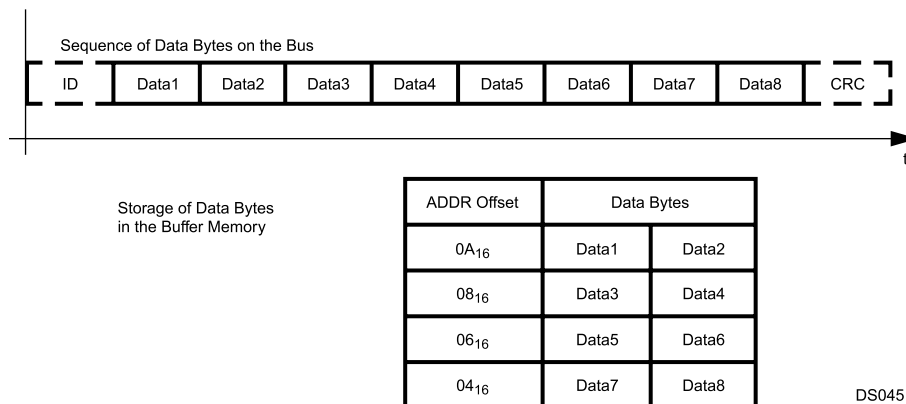 Sequence of Data Bytes on the Bus
ID Data1 Data2 Data3 Data4 Data5 Data6 Data7 Data8 CRC
t
Storage of Data Bytes
in the Buffer Memory
ADDR Offset Data Bytes
0A16 Data1 Data2
0816 Data3 Data4
0616 Data5 Data6
0416 Data7 Data8
DS045